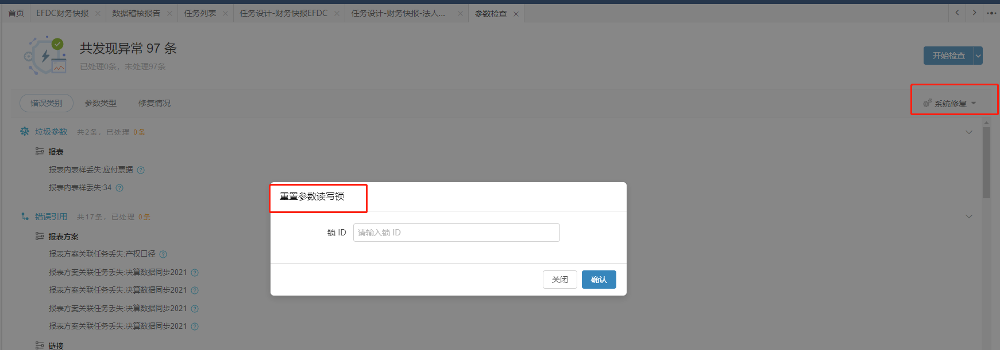 首页 EFDC财务快报 数据稽核报告 任务列表 任务设计-财务快报EFDC 任务设计-财务快报-法人... 参数检查
共发现异常 97 条
已处理0条，未处理97条
开始检查
错误类别 参数类型 修复情况 系统修复
垃圾参数 共2条，已处理 0条
报表
报表内表样丢失:应付票据
报表内表样丢失:34
重置参数读写锁
错误引用 共17条，已处理 0条
锁 ID 请输入锁 ID
报表方案
报表方案关联任务丢失:产权口径
报表方案关联任务丢失:决算数据同步2021
关闭 确认
报表方案关联任务丢失:决算数据同步2021
报表方案关联任务丢失:决算数据同步2021
报表方案关联任务丢失:决算数据同步2021
链接